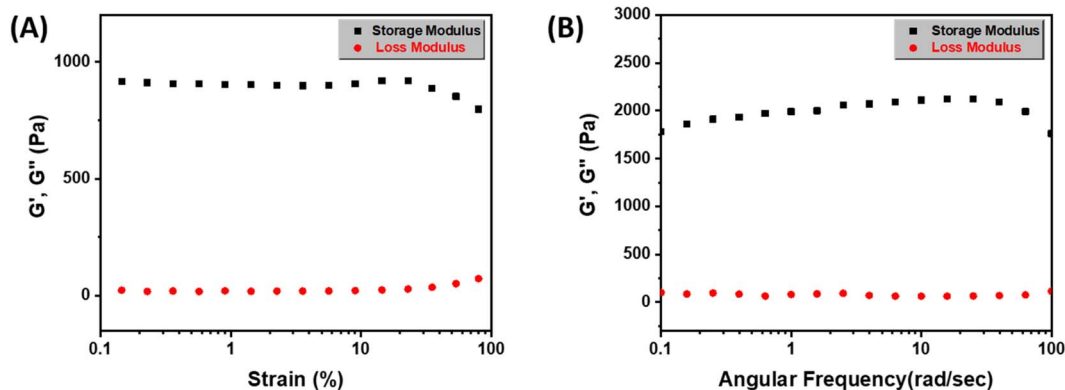 (A)
Storage Modulus
Loss Modulus
1000
500
0
G', G" (Pa)
0.1 1 10 100
Strain (%)
(B)
Storage Modulus
Loss Modulus
3000
2500
2000
1500
1000
500
0
G', G" (Pa)
0.1 1 10 100
Angular Frequency(rad/sec)